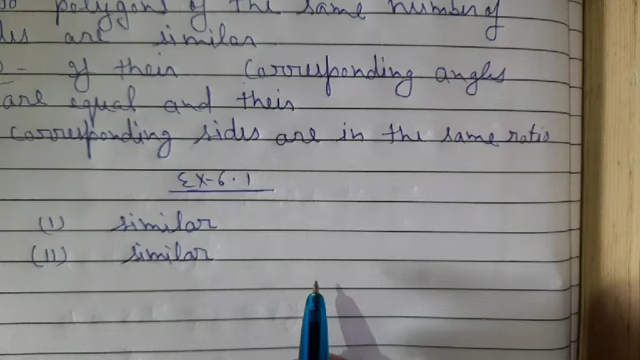 polygons of the same number of
are similar
If their corresponding angles
are equal and their
corresponding sides are in the same ratio
Ex-6.1
(I) similar
(II) similar